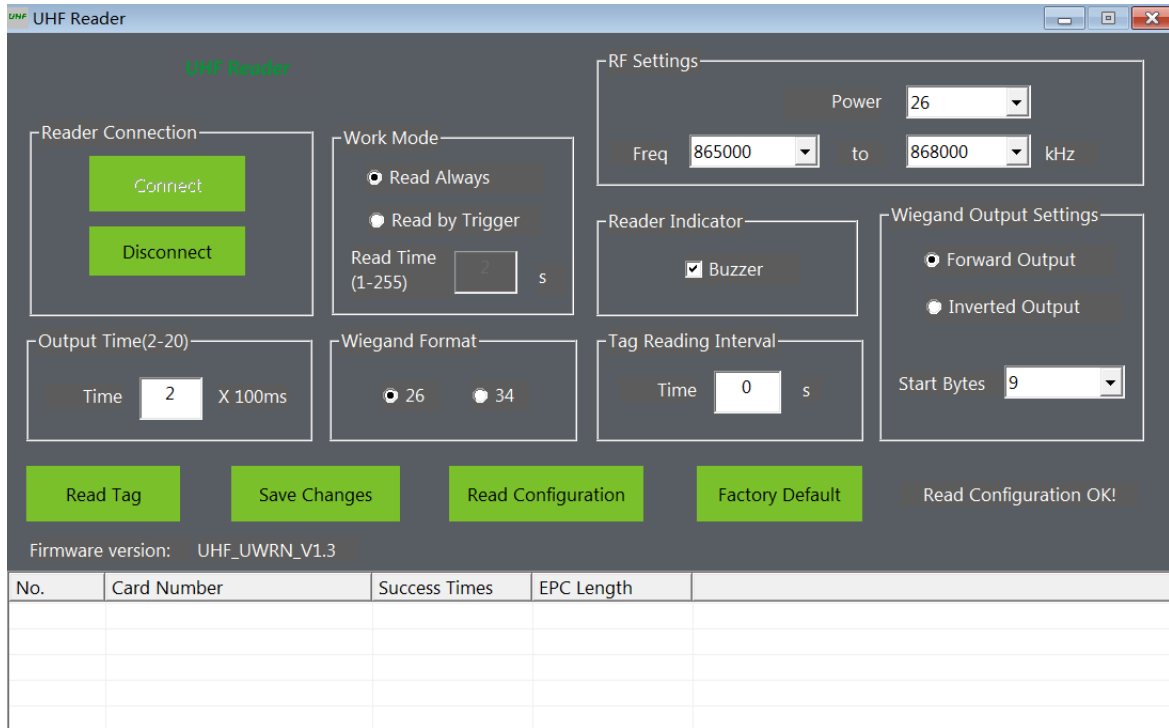 UHF UHF Reader
UHF Reader
RF Settings
Power 26
Freq 865000 to 868000 kHz
Reader Connection
Connect
Disconnect
Work Mode
Read Always
Read by Trigger
Read Time
(1-255) 2 s
Reader Indicator
Buzzer
Wiegand Output Settings
Forward Output
Inverted Output
Start Bytes 9
Output Time(2-20)
Time 2 X 100ms
Wiegand Format
26 34
Tag Reading Interval
Time 0 s
Read Tag Save Changes Read Configuration Factory Default Read Configuration OK!
Firmware version: UHF_UWRN_V1.3
No. Card Number Success Times EPC Length